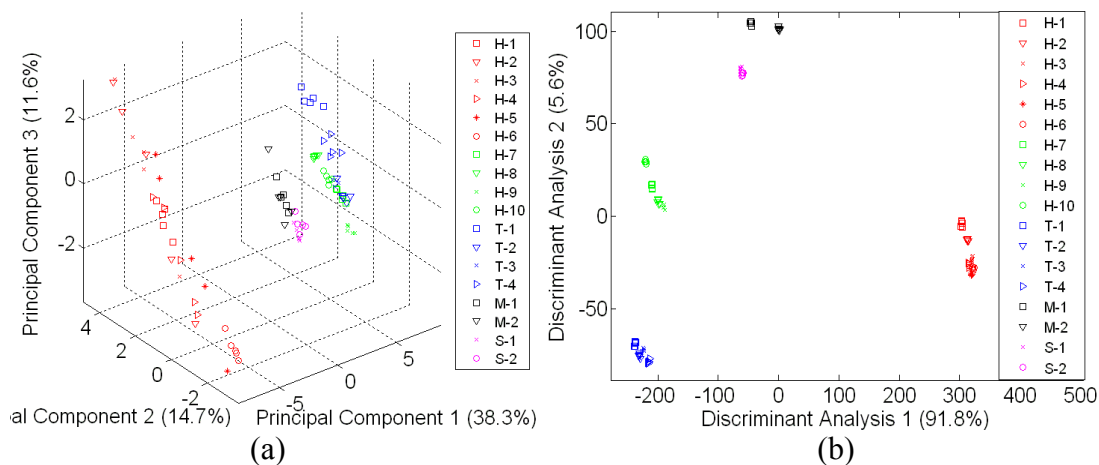 Principal Component 3 (11.6%)
2
0
-2
4
2
0
-2
-5
0
5
pal Component 2 (14.7%)
Principal Component 1 (38.3%)
H-1
H-2
H-3
H-4
H-5
H-6
H-7
H-8
H-9
H-10
T-1
T-2
T-3
T-4
M-1
M-2
S-1
S-2
(a)
Discriminant Analysis 2 (5.6%)
100
50
0
-50
-200
-100
0
100
200
300
400
500
Discriminant Analysis 1 (91.8%)
H-1
H-2
H-3
H-4
H-5
H-6
H-7
H-8
H-9
H-10
T-1
T-2
T-3
T-4
M-1
M-2
S-1
S-2
(b)